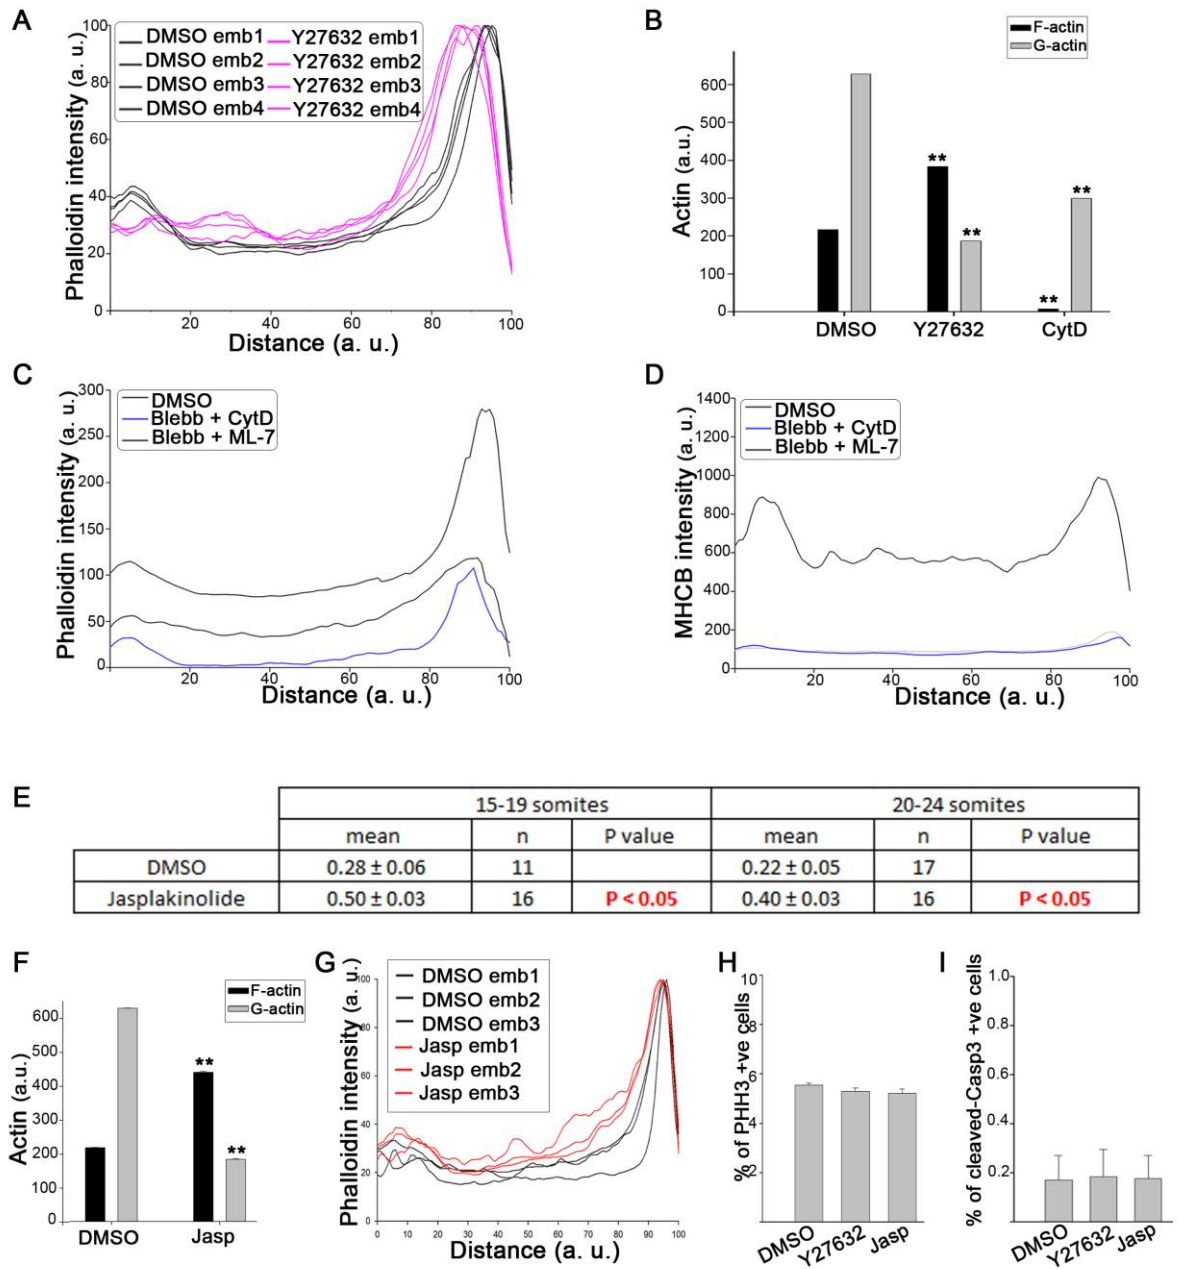 A
Phalloidin intensity (a. u.)
100
80
60
40
20
0
DMSO emb1 Y27632 emb1
DMSO emb2 Y27632 emb2
DMSO emb3 Y27632 emb3
DMSO emb4 Y27632 emb4
20 40 60 80 100
Distance (a. u.)
B
F-actin
G-actin
Actin (a.u.)
600
500
400
300
200
100
0
** ** ** **
DMSO Y27632 CytD
C
Phalloidin intensity (a. u.)
300
250
200
150
100
50
0
DMSO
Blebb + CytD
Blebb + ML-7
20 40 60 80 100
Distance (a. u.)
D
MHCB intensity (a. u.)
1400
1200
1000
800
600
400
200
0
DMSO
Blebb + CytD
Blebb + ML-7
20 40 60 80 100
Distance (a. u.)
E
15-19 somites 20-24 somites
mean n P value mean n P value
DMSO 0.28 ± 0.06 11 0.22 ± 0.05 17
Jasplakinolide 0.50 ± 0.03 16 P < 0.05 0.40 ± 0.03 16 P < 0.05
F
F-actin
G-actin
Actin (a.u.)
600
500
400
300
200
100
0
** **
DMSO Jasp
G
Phalloidin intensity (a. u.)
100
80
60
40
20
0
DMSO emb1
DMSO emb2
DMSO emb3
Jasp emb1
Jasp emb2
Jasp emb3
0 10 20 30 40 50 60 70 80 90 100
Distance (a. u.)
H
% of PHH3 +ve cells
10
8
6
4
2
DMSO Y27632 Jasp
I
% of cleaved-Casp3 +ve cells
1.0
0.8
0.6
0.4
0.2
DMSO Y27632 Jasp